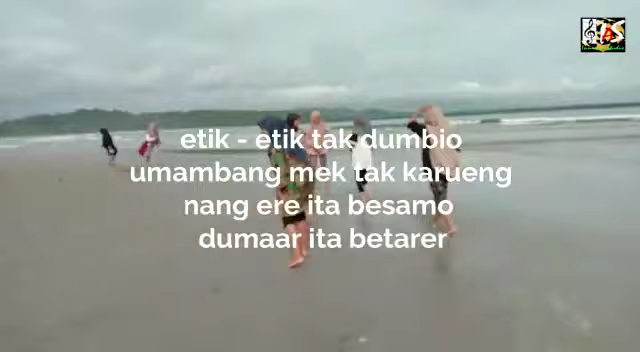 etik - etik tak dumbio
umambang mek tak karueng
nang ere ita besamo
dumaar ita betarer